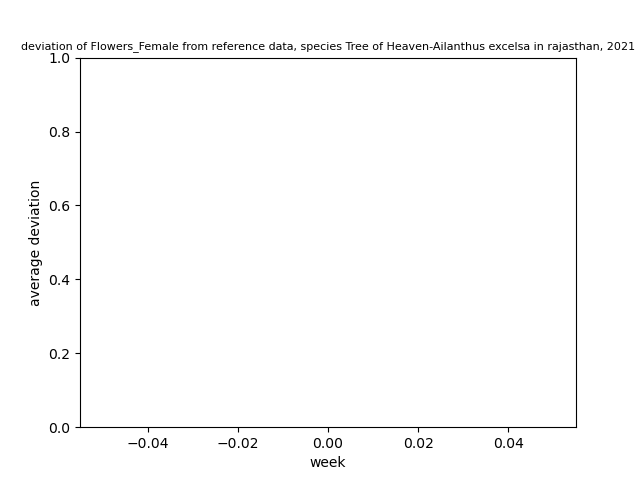 deviation of Flowers_Female from reference data, species Tree of Heaven-Ailanthus excelsa in rajasthan, 2021
1.0
0.8
0.6
0.4
0.2
0.0
average deviation
−0.04 −0.02 0.00 0.02 0.04
week